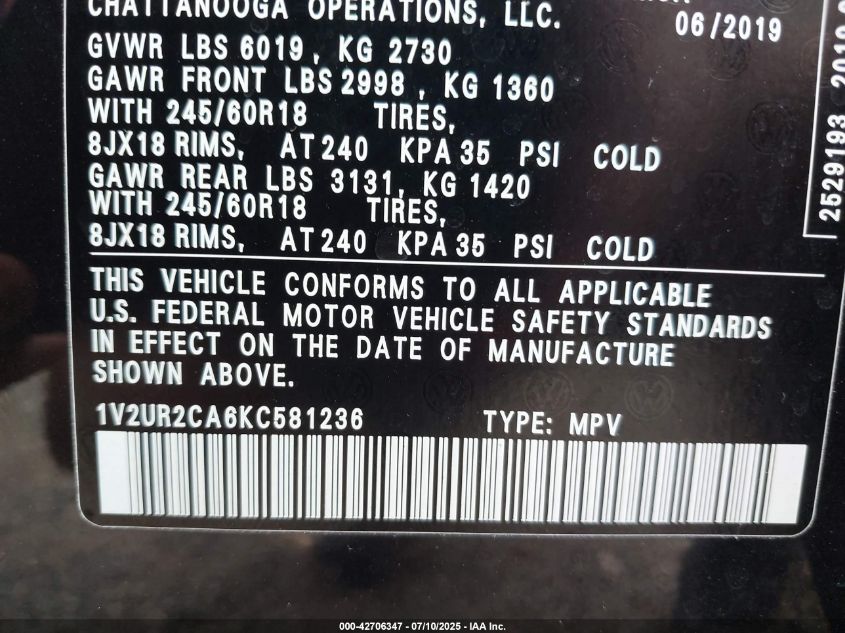 CHATTANOOGA OPERATIONS, LLC.
06/2019
GVWR LBS 6019, KG 2730
GAWR FRONT LBS 2998, KG 1360
WITH 245/60R18 TIRES,
8JX18 RIMS, AT 240 KPA 35 PSI COLD
GAWR REAR LBS 3131, KG 1420
WITH 245/60R18 TIRES,
8JX18 RIMS, AT 240 KPA 35 PSI COLD
THIS VEHICLE CONFORMS TO ALL APPLICABLE
U.S. FEDERAL MOTOR VEHICLE SAFETY STANDARDS
IN EFFECT ON THE DATE OF MANUFACTURE
SHOWN ABOVE.
1V2UR2CA6KC581236 TYPE: MPV
2529193 2019
000-42706347 - 07/10/2025 - IAA Inc.